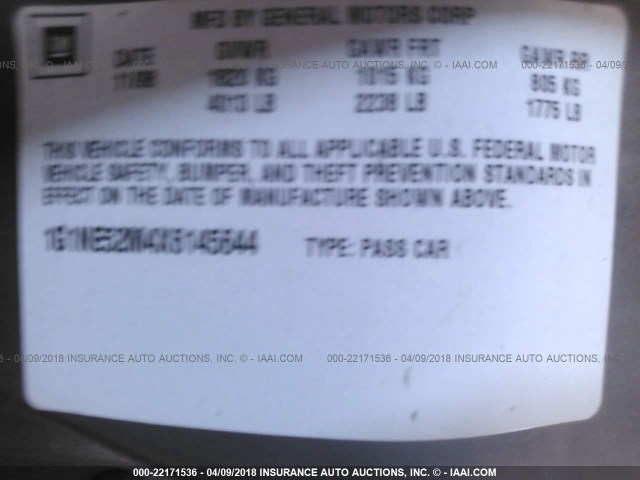 MFD BY GENERAL MOTORS CORP
DATE GVWR GAWR FRT GAWR RR
11/98 1820 KG 1015 KG 805 KG
4013 LB 2238 LB 1775 LB
THIS VEHICLE CONFORMS TO ALL APPLICABLE U.S. FEDERAL MOTOR
VEHICLE SAFETY, BUMPER, AND THEFT PREVENTION STANDARDS IN
EFFECT ON THE DATE OF MANUFACTURE SHOWN ABOVE.
TYPE: PASS CAR
000-22171536 - 04/09/2018 INSURANCE AUTO AUCTIONS, INC. © - IAAI.COM